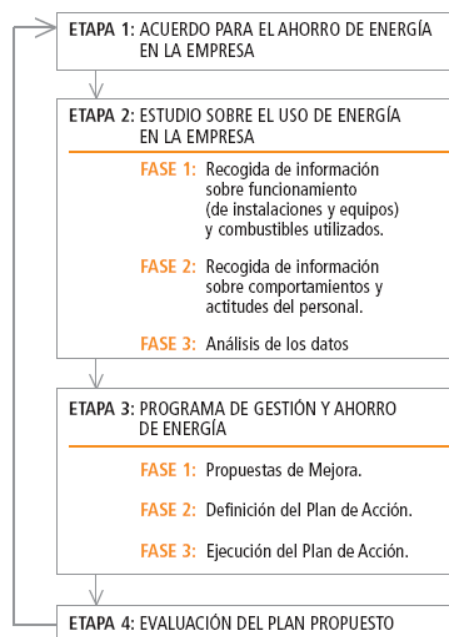 ETAPA 1: ACUERDO PARA EL AHORRO DE ENERGÍA
EN LA EMPRESA
ETAPA 2: ESTUDIO SOBRE EL USO DE ENERGÍA
EN LA EMPRESA
FASE 1: Recogida de información
sobre funcionamiento
(de instalaciones y equipos)
y combustibles utilizados.
FASE 2: Recogida de información
sobre comportamientos y
actitudes del personal.
FASE 3: Análisis de los datos
ETAPA 3: PROGRAMA DE GESTIÓN Y AHORRO
DE ENERGÍA
FASE 1: Propuestas de Mejora.
FASE 2: Definición del Plan de Acción.
FASE 3: Ejecución del Plan de Acción.
ETAPA 4: EVALUACIÓN DEL PLAN PROPUESTO